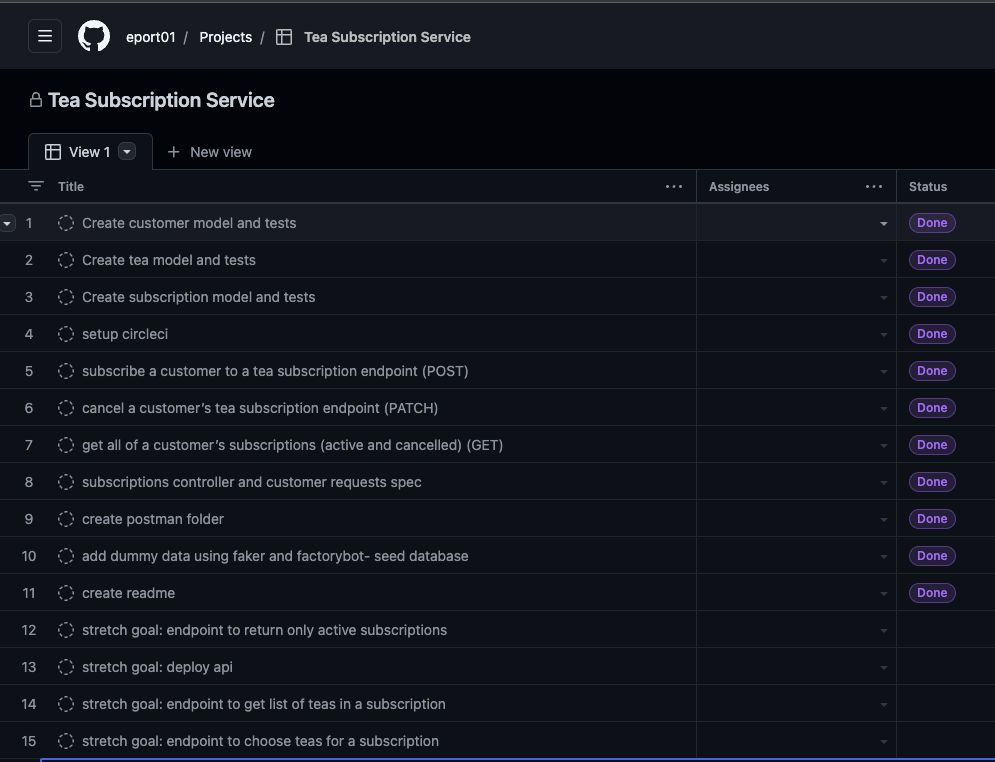 eport01 / Projects / Tea Subscription Service
Tea Subscription Service
View 1 + New view
Title ... Assignees ... Status
1 Create customer model and tests Done
2 Create tea model and tests Done
3 Create subscription model and tests Done
4 setup circleci Done
5 subscribe a customer to a tea subscription endpoint (POST) Done
6 cancel a customer’s tea subscription endpoint (PATCH) Done
7 get all of a customer’s subscriptions (active and cancelled) (GET) Done
8 subscriptions controller and customer requests spec Done
9 create postman folder Done
10 add dummy data using faker and factorybot- seed database Done
11 create readme Done
12 stretch goal: endpoint to return only active subscriptions
13 stretch goal: deploy api
14 stretch goal: endpoint to get list of teas in a subscription
15 stretch goal: endpoint to choose teas for a subscription